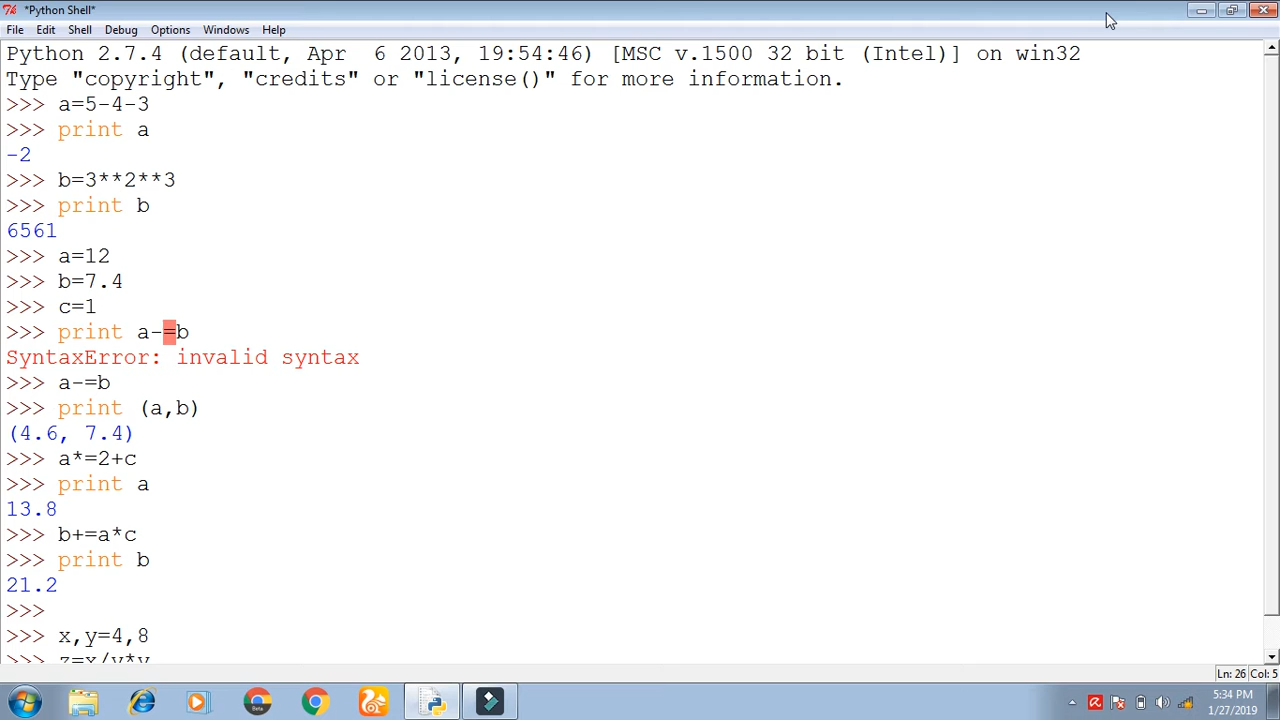 *Python Shell*
File Edit Shell Debug Options Windows Help
Python 2.7.4 (default, Apr  6 2013, 19:54:46) [MSC v.1500 32 bit (Intel)] on win32
Type "copyright", "credits" or "license()" for more information.
>>> a=5-4-3
>>> print a
-2
>>> b=3**2**3
>>> print b
6561
>>> a=12
>>> b=7.4
>>> c=1
>>> print a-=b
SyntaxError: invalid syntax
>>> a-=b
>>> print (a,b)
(4.6, 7.4)
>>> a*=2+c
>>> print a
13.8
>>> b+=a*c
>>> print b
21.2
>>>
>>> x,y=4,8
>>> z=x/y*y
Ln: 26 Col: 5
Beta
5:34 PM
1/27/2019